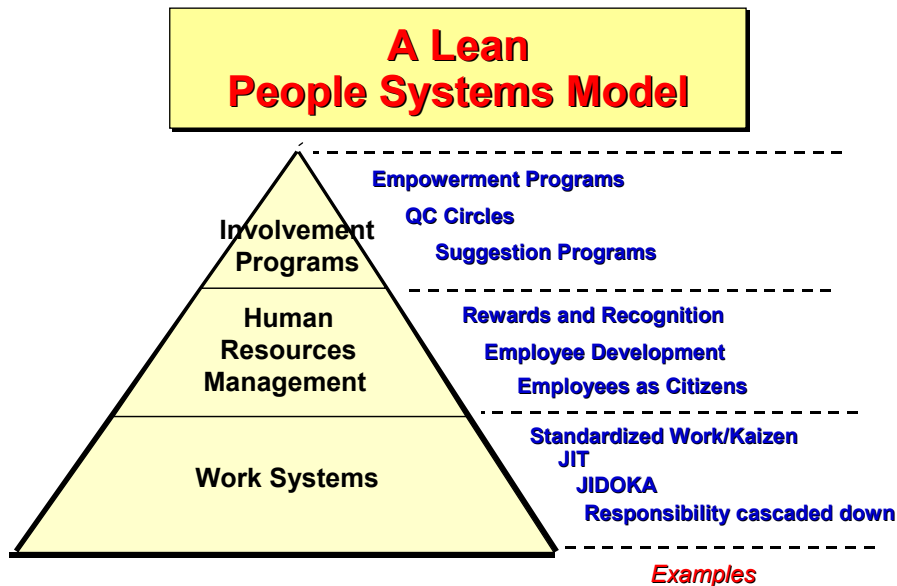 A Lean
People Systems Model
Involvement
Programs
Empowerment Programs
QC Circles
Suggestion Programs
Human
Resources
Management
Rewards and Recognition
Employee Development
Employees as Citizens
Work Systems
Standardized Work/Kaizen
JIT
JIDOKA
Responsibility cascaded down
Examples